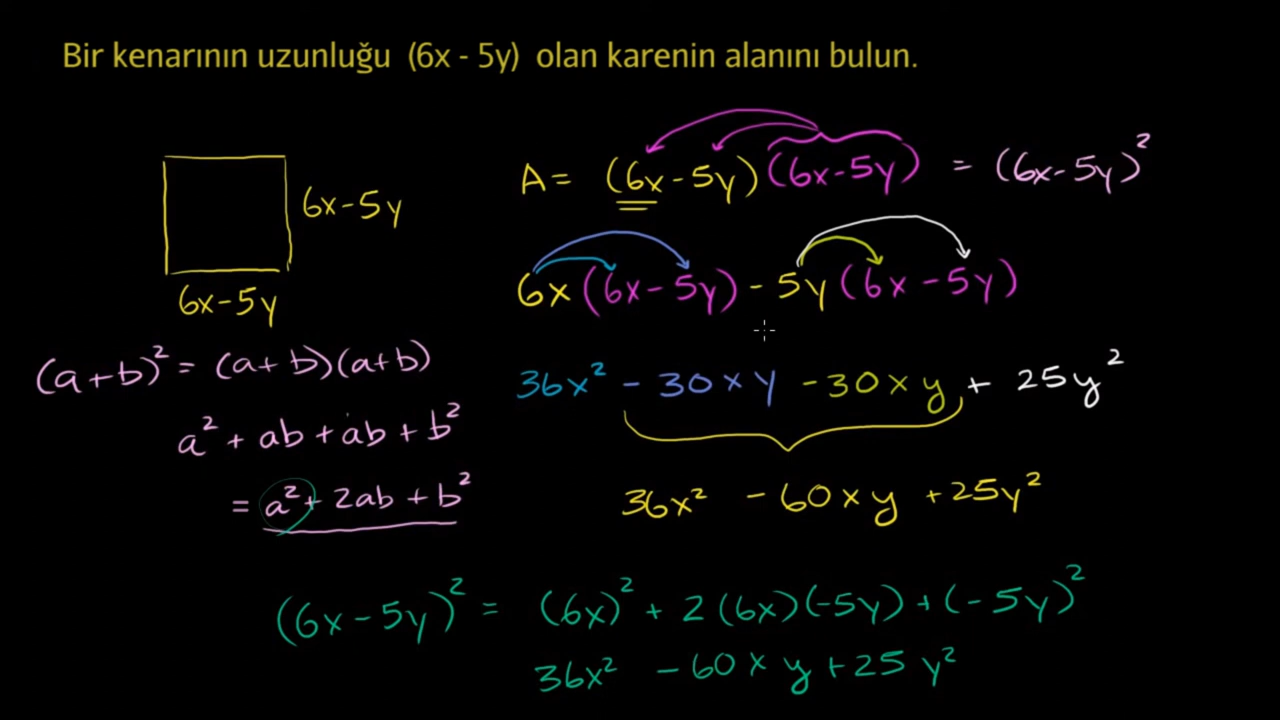 Bir kenarının uzunluğu (6x - 5y) olan karenin alanını bulun.
A = (6x-5y)(6x-5y) = (6x-5y)²
6x-5y
6x(6x-5y) - 5y(6x-5y)
6x-5y
(a+b)² = (a+b)(a+b)
36x² - 30xy - 30xy + 25y²
a² + ab + ab + b²
= a² + 2ab + b²
36x² - 60xy + 25y²
(6x-5y)² = (6x)² + 2(6x)(-5y) + (-5y)²
36x² - 60xy + 25y²